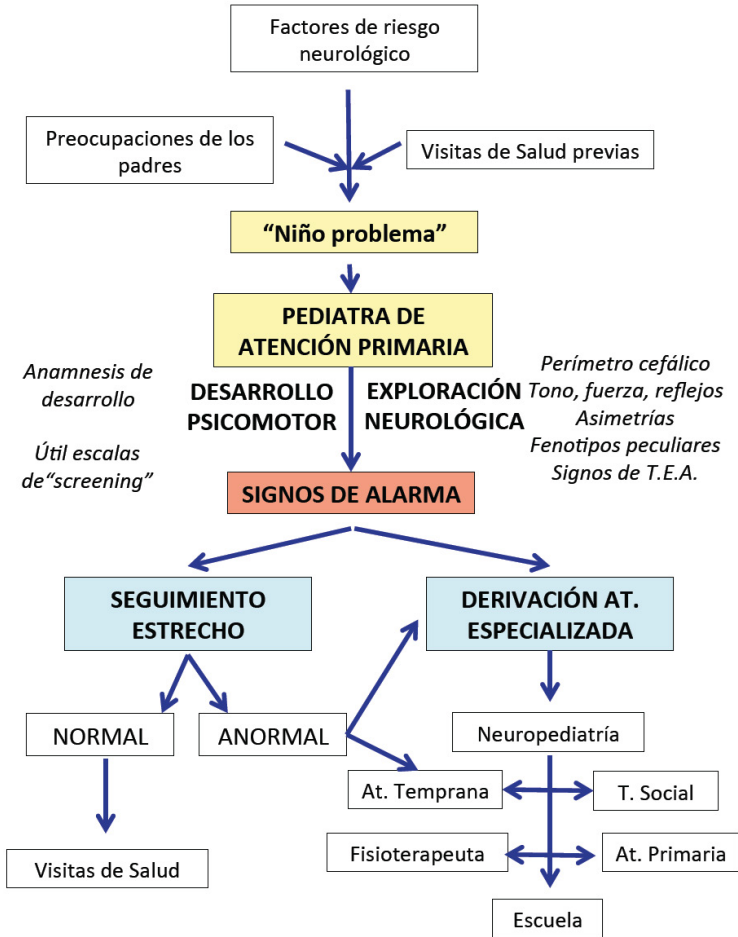 Factores de riesgo
neurológico
Preocupaciones de los
padres
Visitas de Salud previas
“Niño problema”
PEDIATRA DE
ATENCIÓN PRIMARIA
Anamnesis de
desarrollo
Útil escalas
de“screening”
DESARROLLO
PSICOMOTOR
EXPLORACIÓN
NEUROLÓGICA
Perímetro cefálico
Tono, fuerza, reflejos
Asimetrías
Fenotipos peculiares
Signos de T.E.A.
SIGNOS DE ALARMA
SEGUIMIENTO
ESTRECHO
DERIVACIÓN AT.
ESPECIALIZADA
NORMAL
ANORMAL
Neuropediatría
At. Temprana
T. Social
Visitas de Salud
Fisioterapeuta
At. Primaria
Escuela